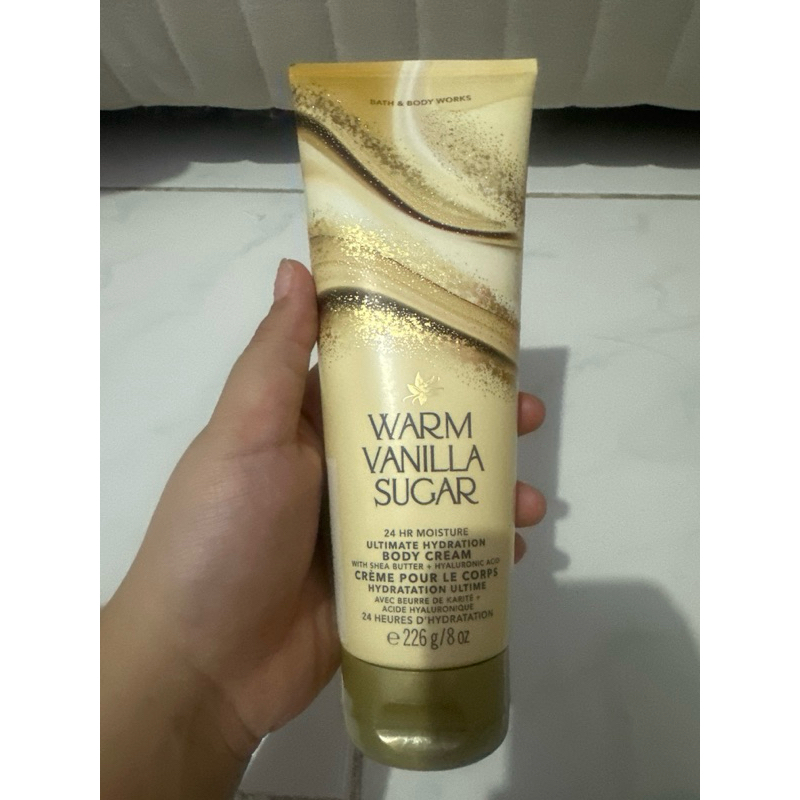 BATH & BODY WORKS
WARM
VANILLA
SUGAR
24 HR MOISTURE
ULTIMATE HYDRATION
BODY CREAM
WITH SHEA BUTTER + HYALURONIC ACID
CRÈME POUR LE CORPS
HYDRATATION ULTIME
AVEC BEURRE DE KARITÉ +
ACIDE HYALURONIQUE
24 HEURES D'HYDRATATION
℮ 226 g/8 oz